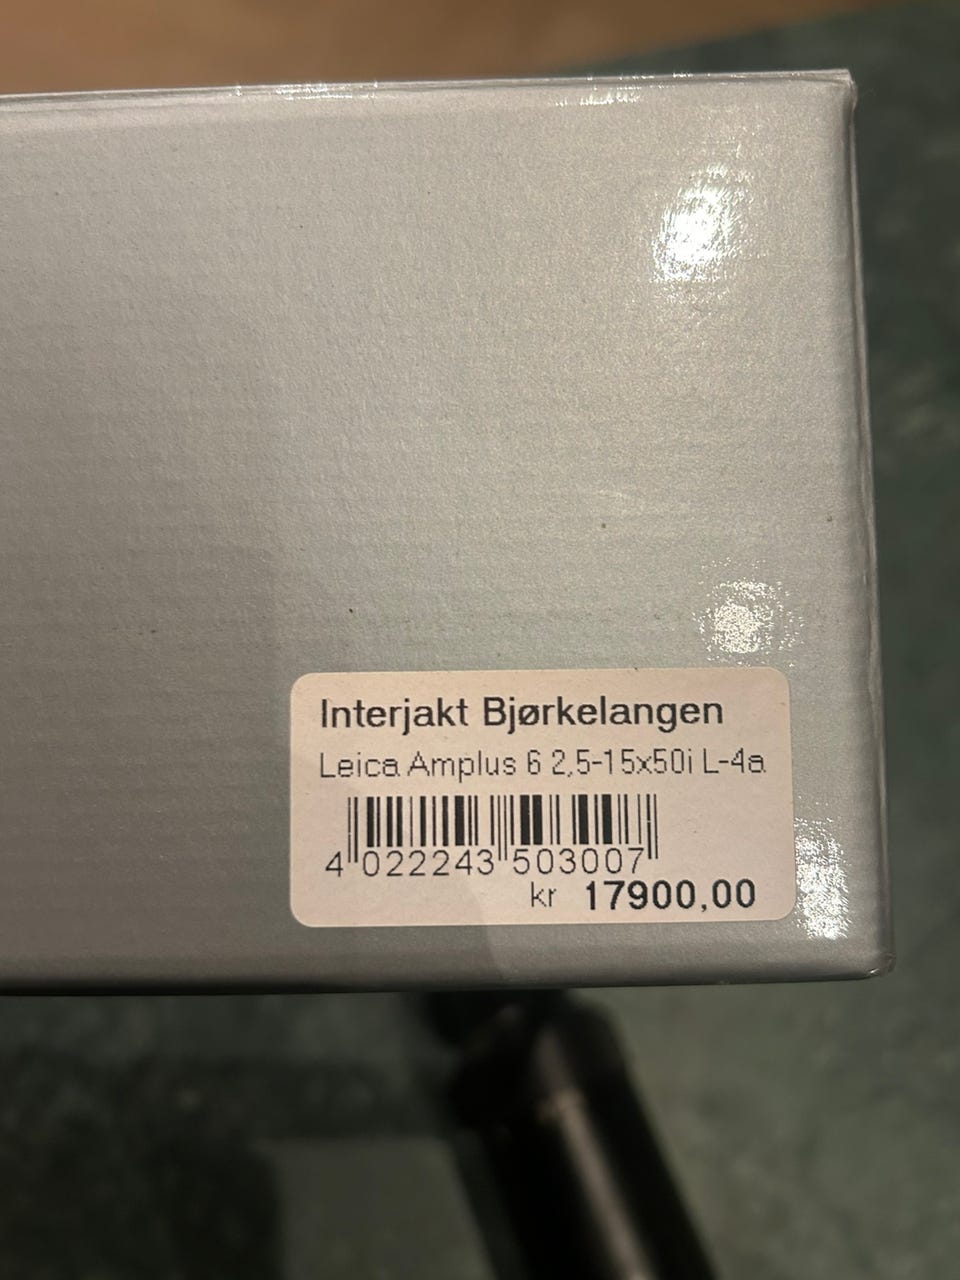 Interjakt Bjørkelangen
Leica Amplus 6 2,5-15x50i L-4a
4 022243 503007
kr 17900,00